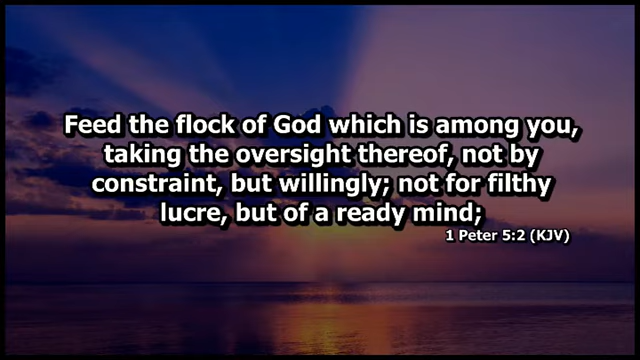 Feed the flock of God which is among you,
taking the oversight thereof, not by
constraint, but willingly; not for filthy
lucre, but of a ready mind;
1 Peter 5:2 (KJV)